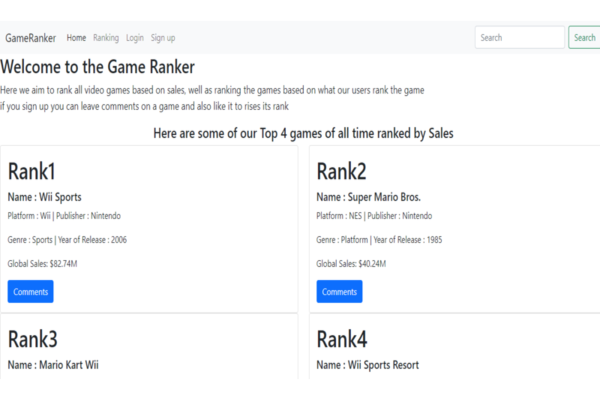 GameRanker Home Ranking Login Sign up Search Search
Welcome to the Game Ranker
Here we aim to rank all video games based on sales, well as ranking the games based on what our users rank the game
if you sign up you can leave comments on a game and also like it to rises its rank
Here are some of our Top 4 games of all time ranked by Sales
Rank1
Name : Wii Sports
Platform : Wii | Publisher : Nintendo
Genre : Sports | Year of Release : 2006
Global Sales: $82.74M
Comments
Rank2
Name : Super Mario Bros.
Platform : NES | Publisher : Nintendo
Genre : Platform | Year of Release : 1985
Global Sales: $40.24M
Comments
Rank3
Name : Mario Kart Wii
Rank4
Name : Wii Sports Resort